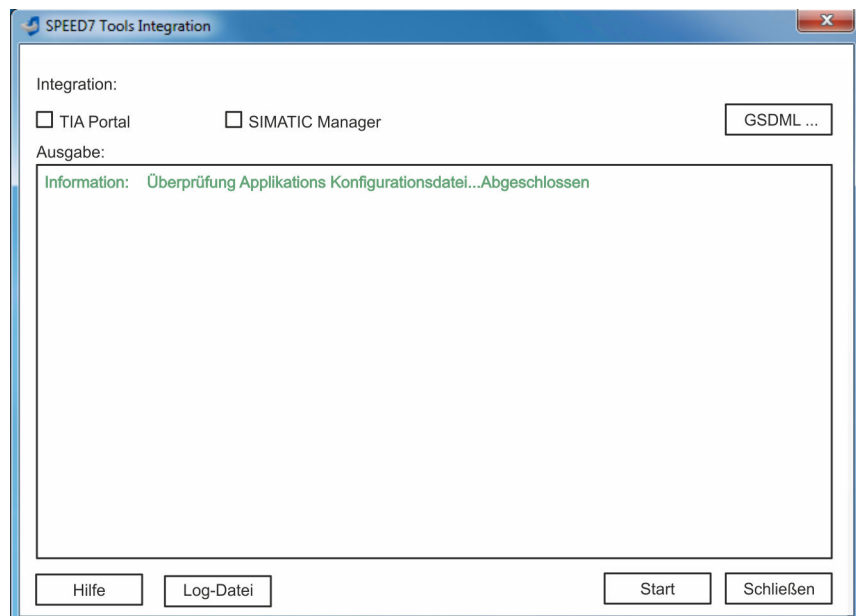 SPEED7 Tools Integration
X
Integration:
TIA Portal
SIMATIC Manager
GSDML ...
Ausgabe:
Information: Überprüfung Applikations Konfigurationsdatei...Abgeschlossen
Hilfe
Log-Datei
Start
Schließen